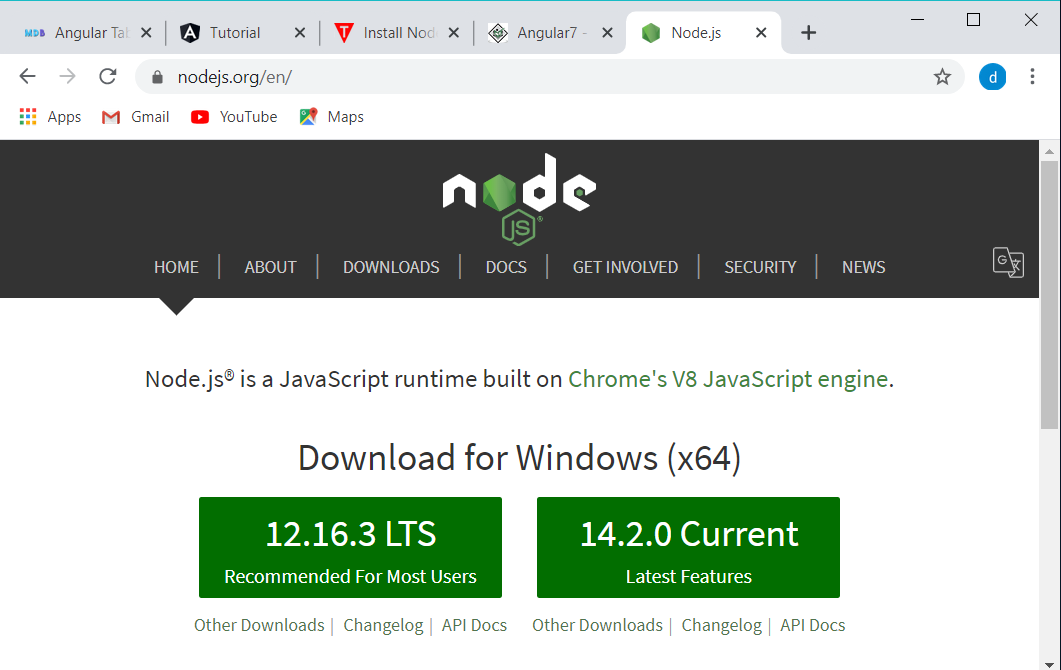 MDB Angular Tab Tutorial Install Node Angular7 - Node.js
nodejs.org/en/ d
Apps Gmail YouTube Maps
node
JS®
HOME | ABOUT | DOWNLOADS | DOCS | GET INVOLVED | SECURITY | NEWS
Node.js® is a JavaScript runtime built on Chrome's V8 JavaScript engine.
Download for Windows (x64)
12.16.3 LTS 14.2.0 Current
Recommended For Most Users Latest Features
Other Downloads | Changelog | API Docs Other Downloads | Changelog | API Docs